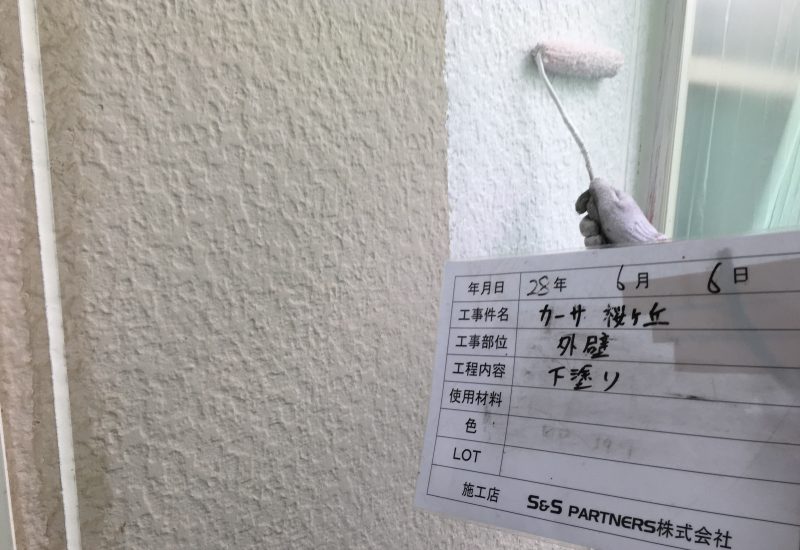 年月日 28年 6月 6日
工事件名 カーサ 桜ヶ丘
工事部位 外壁
工程内容 下塗り
使用材料
色
LOT
施工店 S&S PARTNERS株式会社